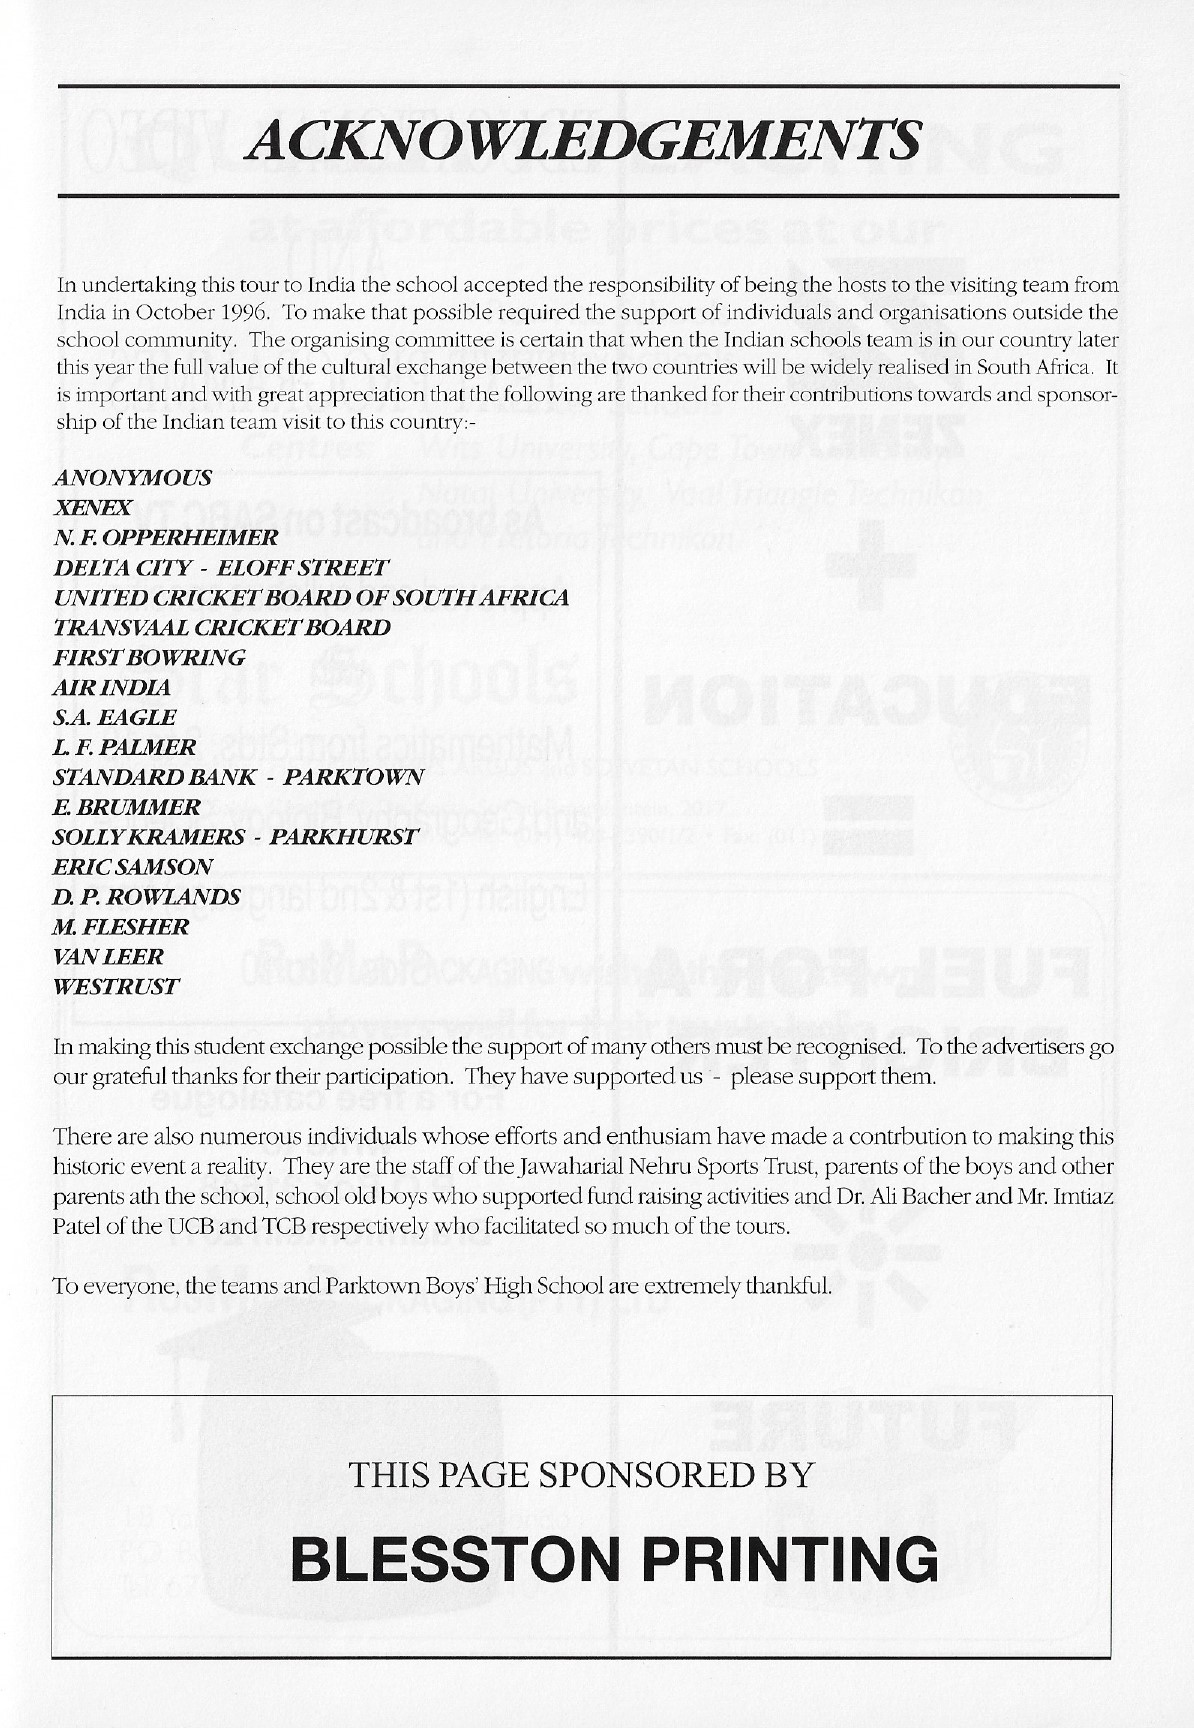 ACKNOWLEDGEMENTS
In undertaking this tour to India the school accepted the responsibility of being the hosts to the visiting team from
India in October 1996. To make that possible required the support of individuals and organisations outside the
school community. The organising committee is certain that when the Indian schools team is in our country later
this year the full value of the cultural exchange between the two countries will be widely realised in South Africa. It
is important and with great appreciation that the following are thanked for their contributions towards and sponsor-
ship of the Indian team visit to this country:-
ANONYMOUS
XENEX
N. F. OPPERHEIMER
DELTA CITY - ELOFF STREET
UNITED CRICKET BOARD OF SOUTH AFRICA
TRANSVAAL CRICKET BOARD
FIRST BOWRING
AIR INDIA
S.A. EAGLE
L. F. PALMER
STANDARD BANK - PARKTOWN
E. BRUMMER
SOLLY KRAMERS - PARKHURST
ERIC SAMSON
D. P. ROWLANDS
M. FLESHER
VAN LEER
WESTRUST
In making this student exchange possible the support of many others must be recognised. To the advertisers go
our grateful thanks for their participation. They have supported us - please support them.
There are also numerous individuals whose efforts and enthusiam have made a contrbution to making this
historic event a reality. They are the staff of the Jawaharial Nehru Sports Trust, parents of the boys and other
parents ath the school, school old boys who supported fund raising activities and Dr. Ali Bacher and Mr. Imtiaz
Patel of the UCB and TCB respectively who facilitated so much of the tours.
To everyone, the teams and Parktown Boys' High School are extremely thankful.
THIS PAGE SPONSORED BY
BLESSTON PRINTING